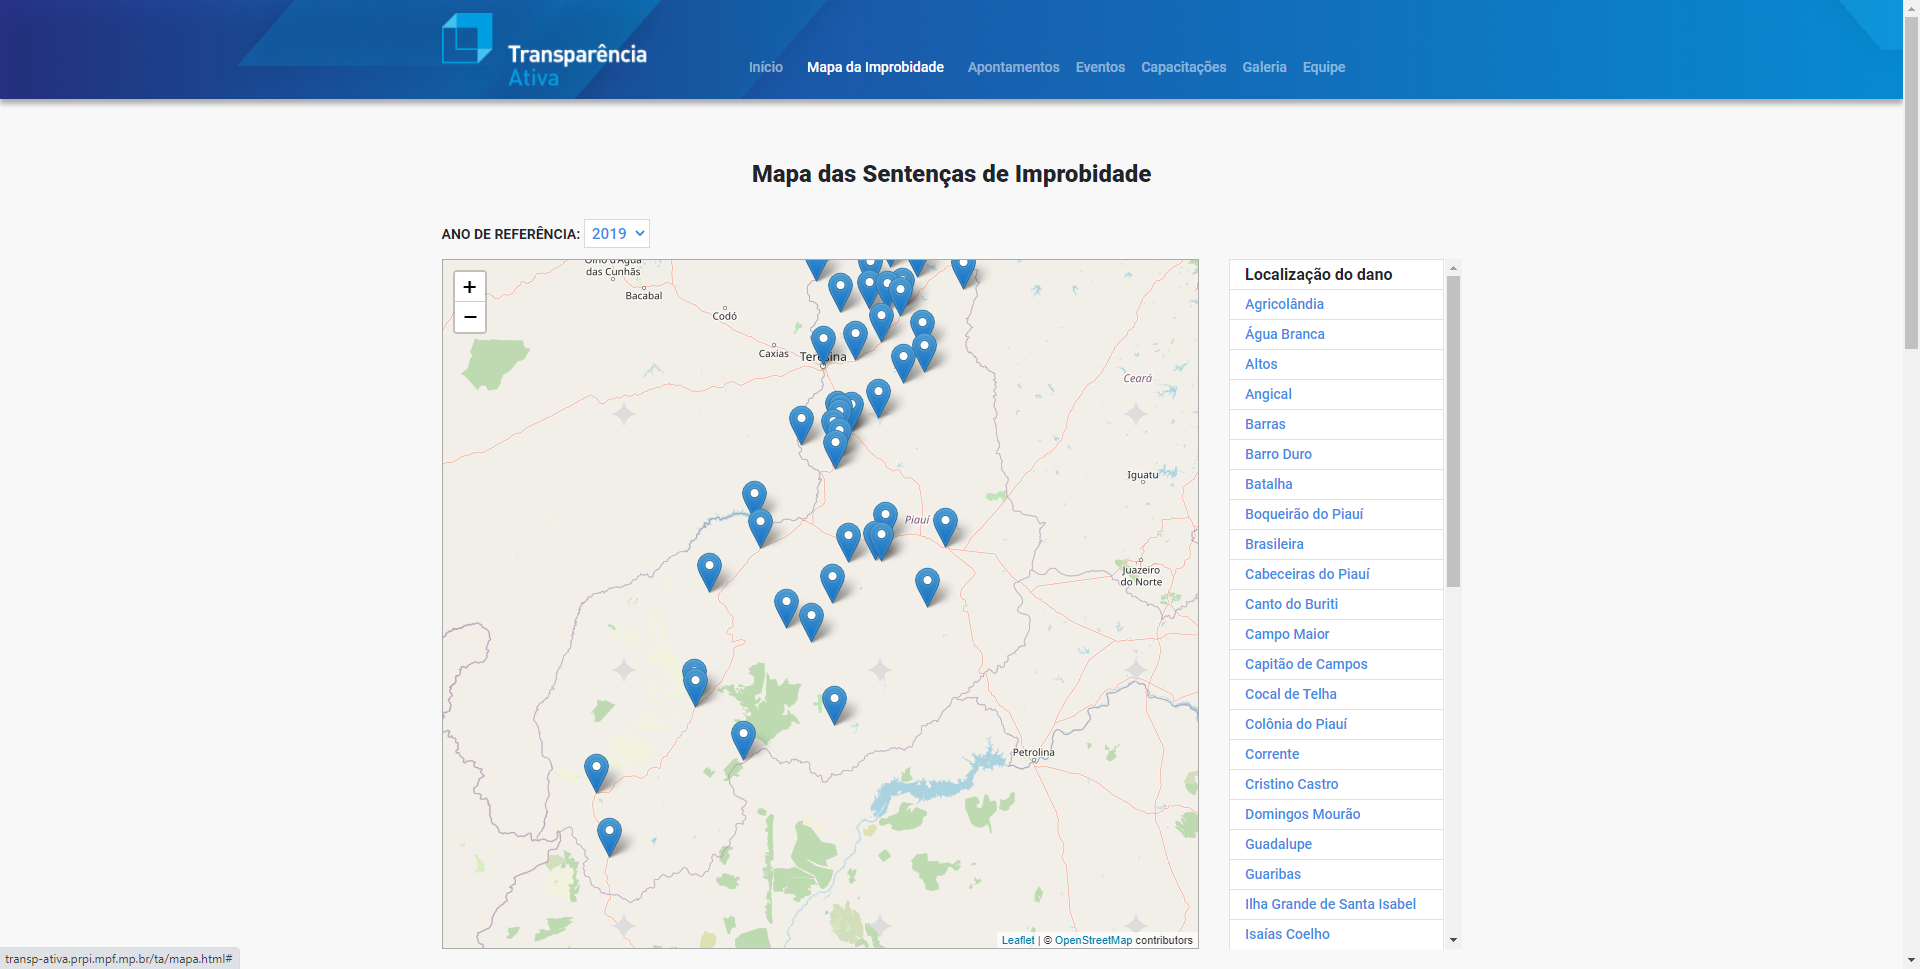 Transparência
Ativa
Início
Mapa da Improbidade
Apontamentos
Eventos
Capacitações
Galeria
Equipe
Mapa das Sentenças de Improbidade
ANO DE REFERÊNCIA: 2019
+
−
Olho d'Água
das Cunhãs
Bacabal
Codó
Caxias
Teresina
Ceará
Iguatu
Piauí
Juazeiro
do Norte
Petrolina
Leaflet | © OpenStreetMap contributors
Localização do dano
Agricolândia
Água Branca
Altos
Angical
Barras
Barro Duro
Batalha
Boqueirão do Piauí
Brasileira
Cabeceiras do Piauí
Canto do Buriti
Campo Maior
Capitão de Campos
Cocal de Telha
Colônia do Piauí
Corrente
Cristino Castro
Domingos Mourão
Guadalupe
Guaribas
Ilha Grande de Santa Isabel
Isaías Coelho
transp-ativa.prpi.mpf.mp.br/ta/mapa.html#